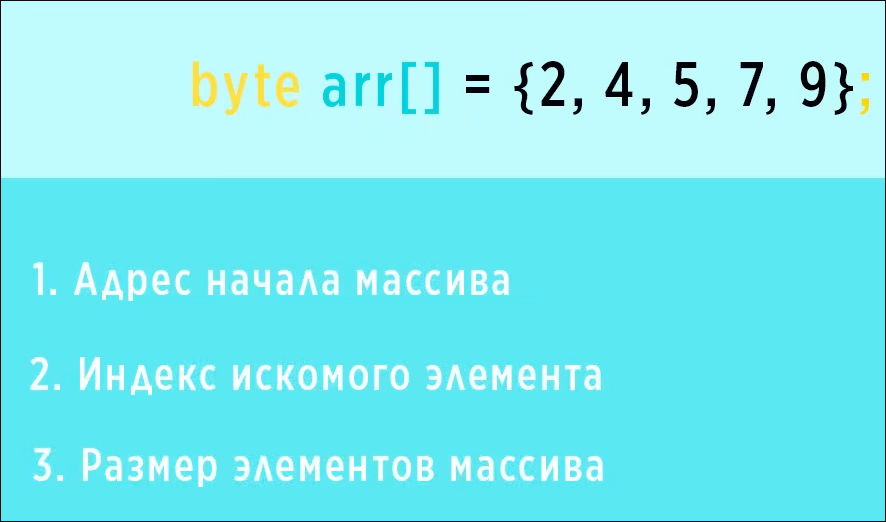 byte arr[] = {2, 4, 5, 7, 9};
1. Адрес начала массива
2. Индекс искомого элемента
3. Размер элементов массива